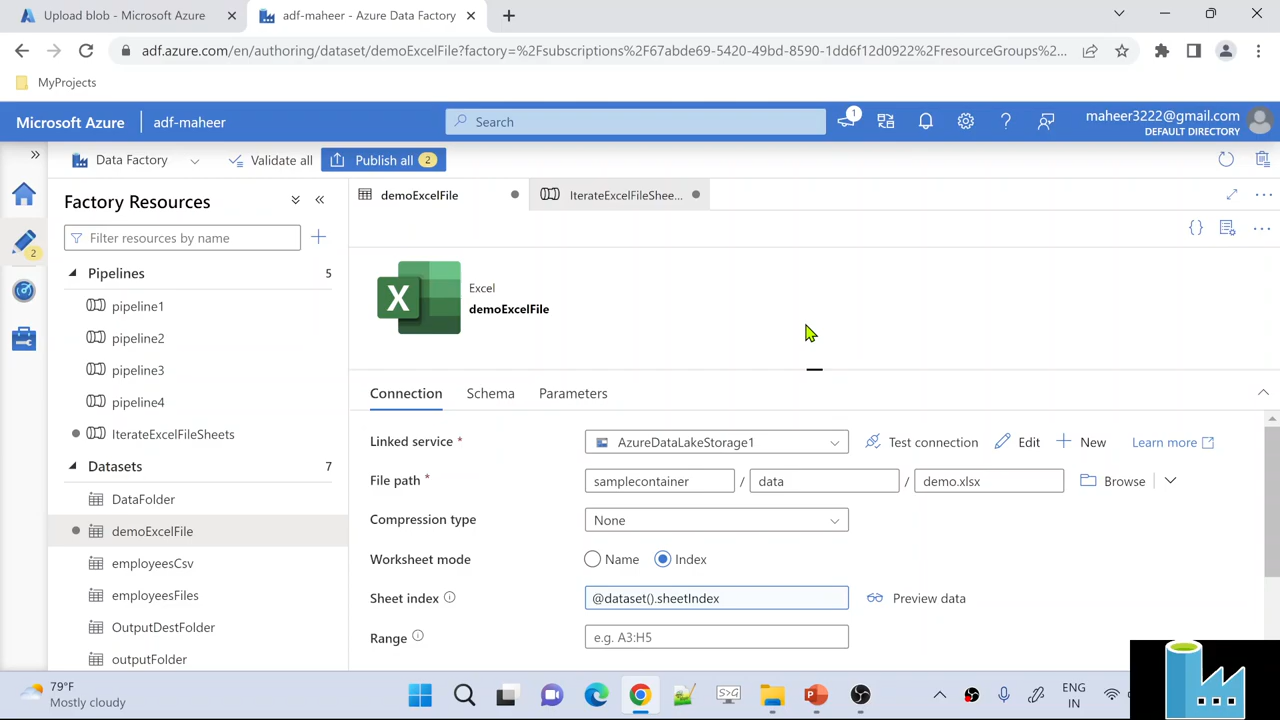 Upload blob - Microsoft Azure
adf-maheer - Azure Data Factory
adf.azure.com/en/authoring/dataset/demoExcelFile?factory=%2Fsubscriptions%2F67abde69-5420-49bd-8590-1dd6f12d0922%2FresourceGroups%2...
MyProjects
Microsoft Azure
adf-maheer
Search
1
maheer3222@gmail.com
DEFAULT DIRECTORY
Data Factory
Validate all
Publish all 2
Factory Resources
demoExcelFile
IterateExcelFileShee...
Filter resources by name
2
Pipelines 5
pipeline1
pipeline2
pipeline3
pipeline4
IterateExcelFileSheets
Datasets 7
DataFolder
demoExcelFile
employeesCsv
employeesFiles
OutputDestFolder
outputFolder
X
Excel
demoExcelFile
Connection Schema Parameters
Linked service * AzureDataLakeStorage1 Test connection Edit New Learn more
File path * samplecontainer / data / demo.xlsx Browse
Compression type None
Worksheet mode Name Index
Sheet index @dataset().sheetIndex Preview data
Range e.g. A3:H5
79°F
Mostly cloudy
S>G
ENG
IN